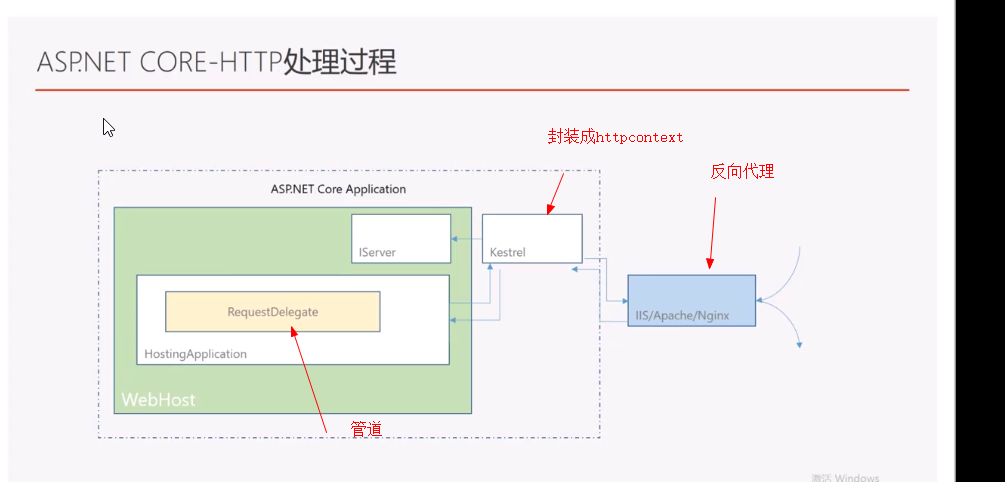 ASP.NET CORE-HTTP处理过程
封装成httpcontext
反向代理
ASP.NET Core Application
IServer
Kestrel
RequestDelegate
IIS/Apache/Nginx
HostingApplication
WebHost
管道
激活 Windows